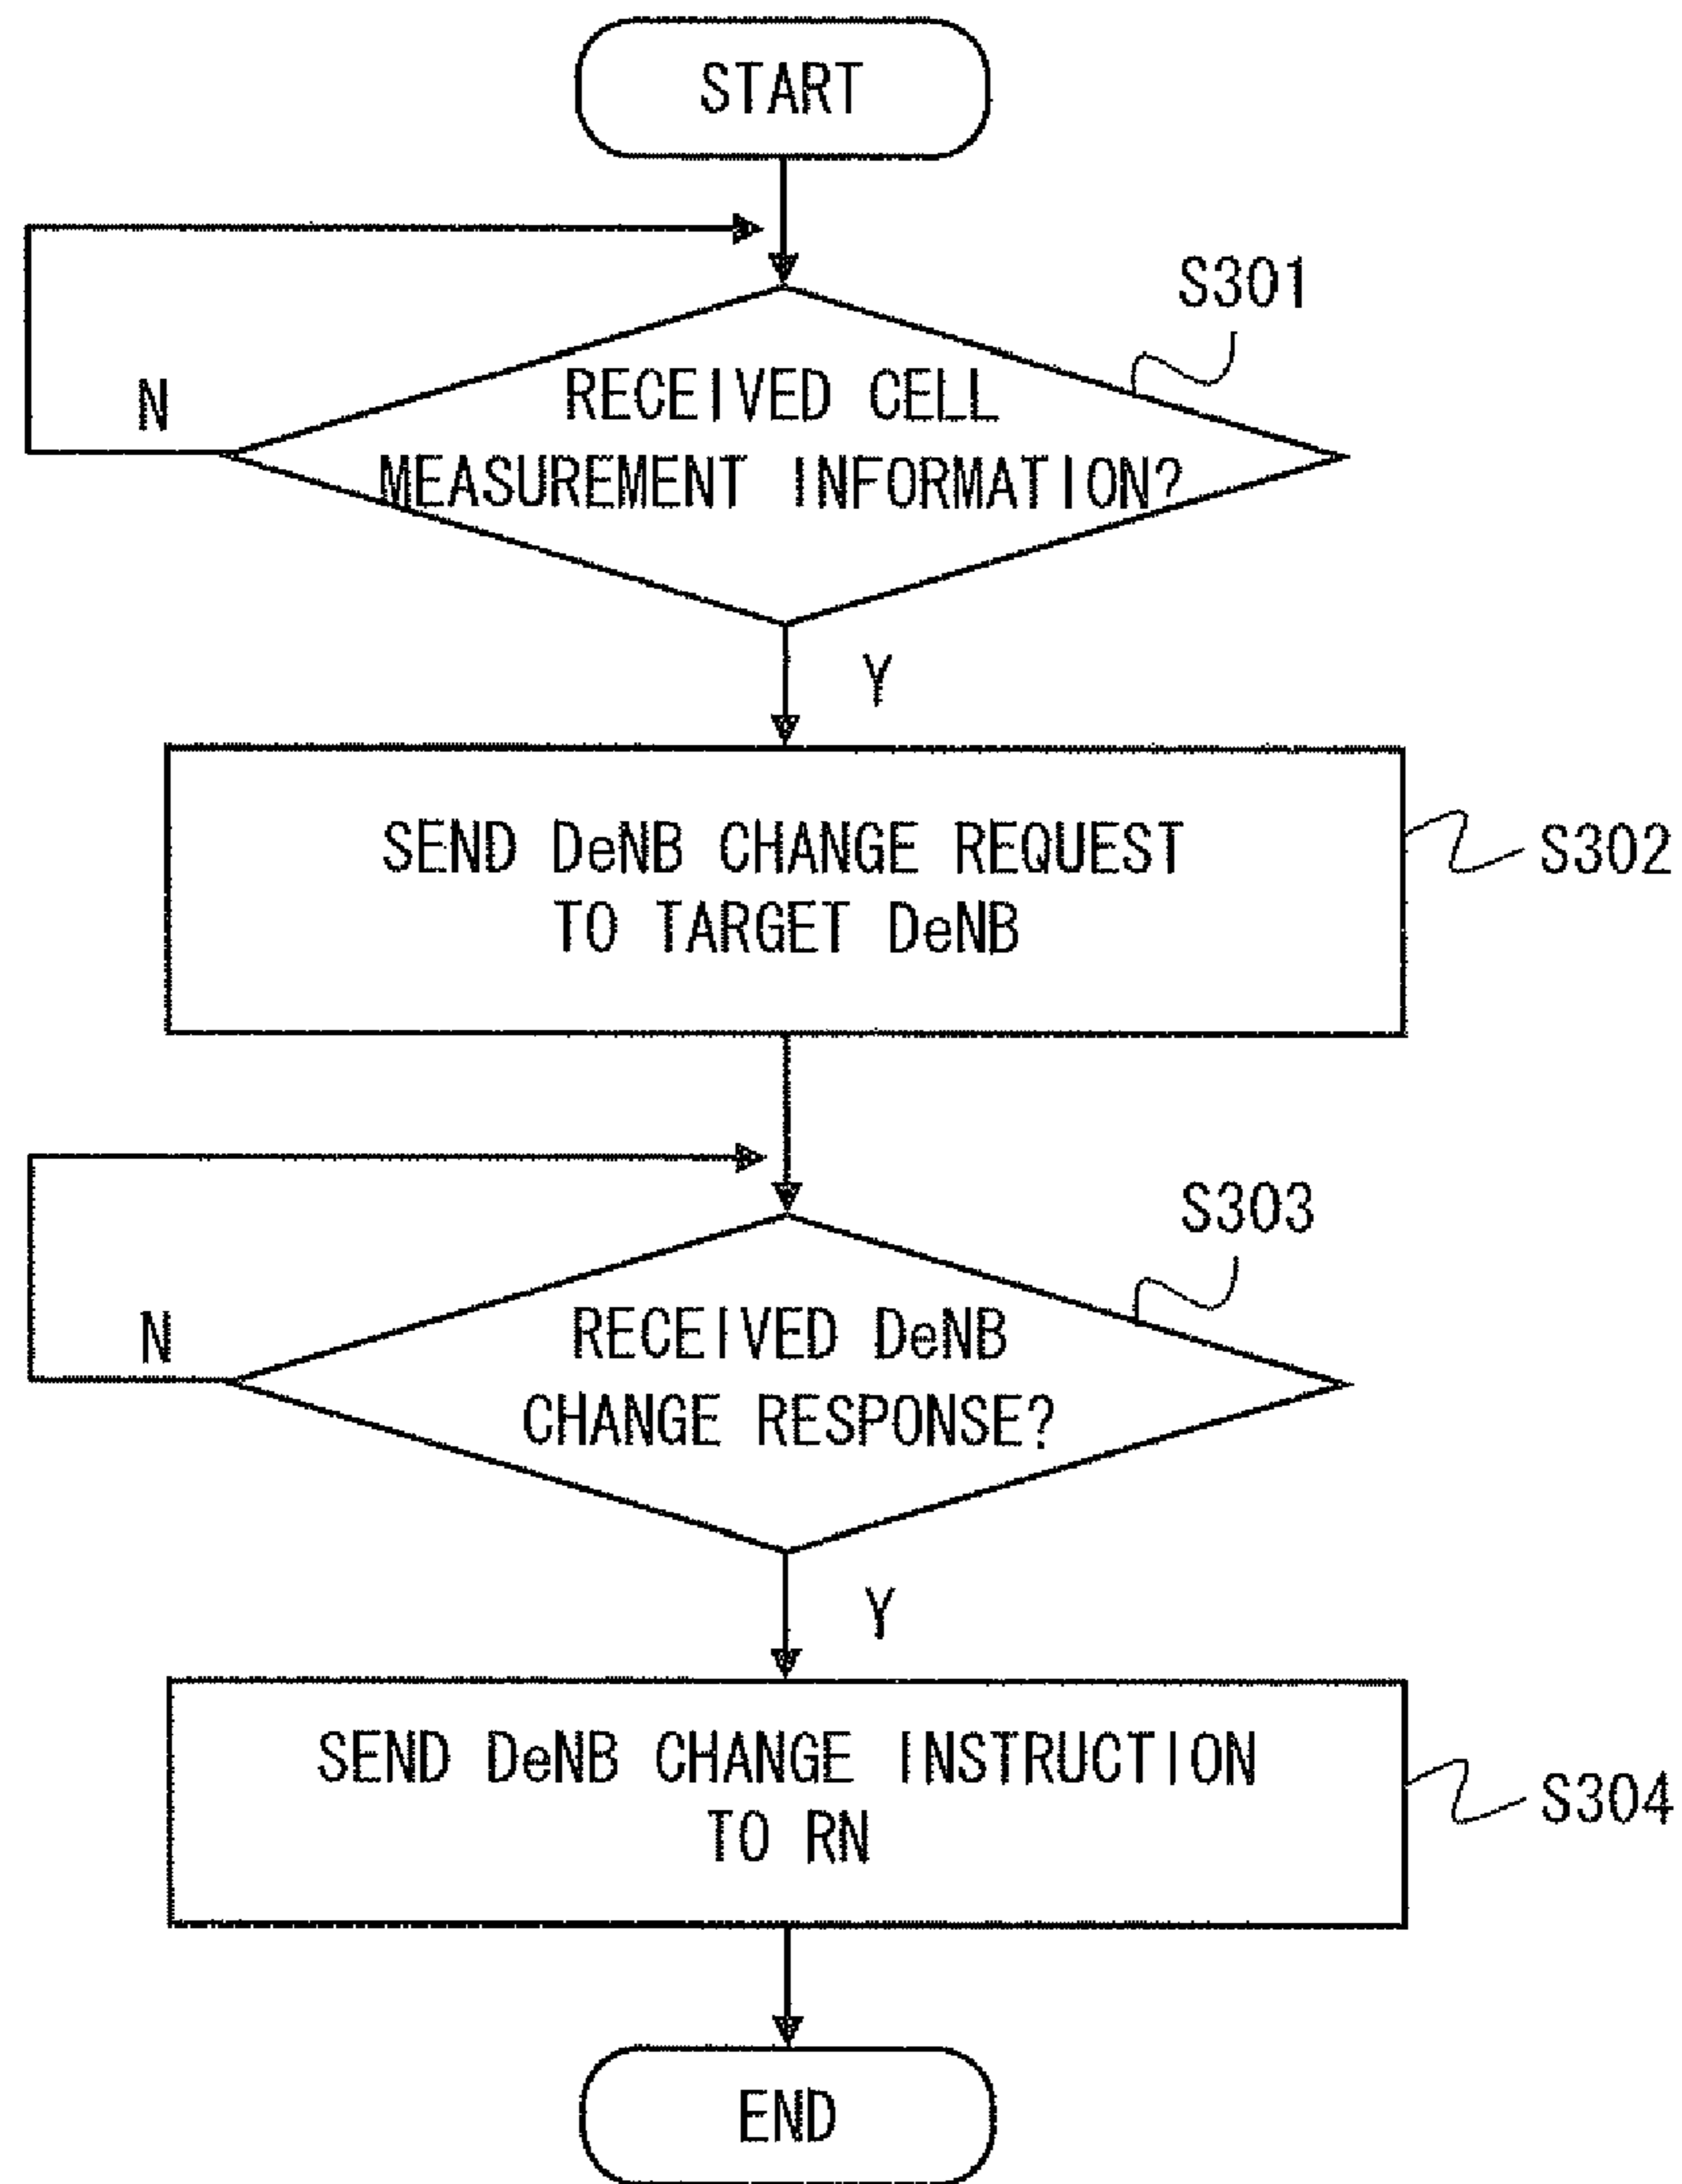 START
S301
RECEIVED CELL
MEASUREMENT INFORMATION?
N
Y
SEND DeNB CHANGE REQUEST
TO TARGET DeNB
S302
S303
RECEIVED DeNB
CHANGE RESPONSE?
N
Y
SEND DeNB CHANGE INSTRUCTION
TO RN
S304
END